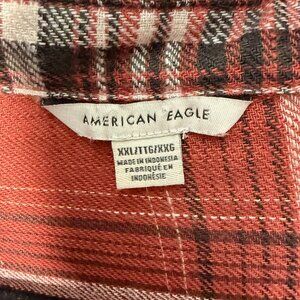 AMERICAN EAGLE
XXL/TTG/XXG
MADE IN INDONESIA
FABRIQUÉ EN
INDONÉSIE